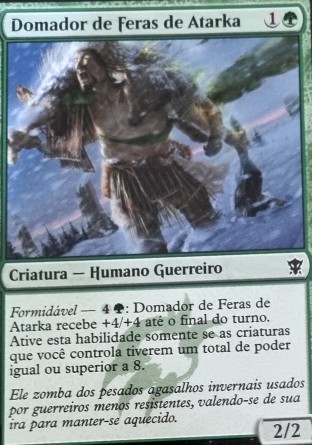 Domador de Feras de Atarka 1
Criatura — Humano Guerreiro
Formidável — 4: Domador de Feras de
Atarka recebe +4/+4 até o final do turno.
Ative esta habilidade somente se as criaturas
que você controla tiverem um total de poder
igual ou superior a 8.
Ele zomba dos pesados agasalhos invernais usados
por guerreiros menos resistentes, valendo-se de sua
ira para manter-se aquecido.
2/2